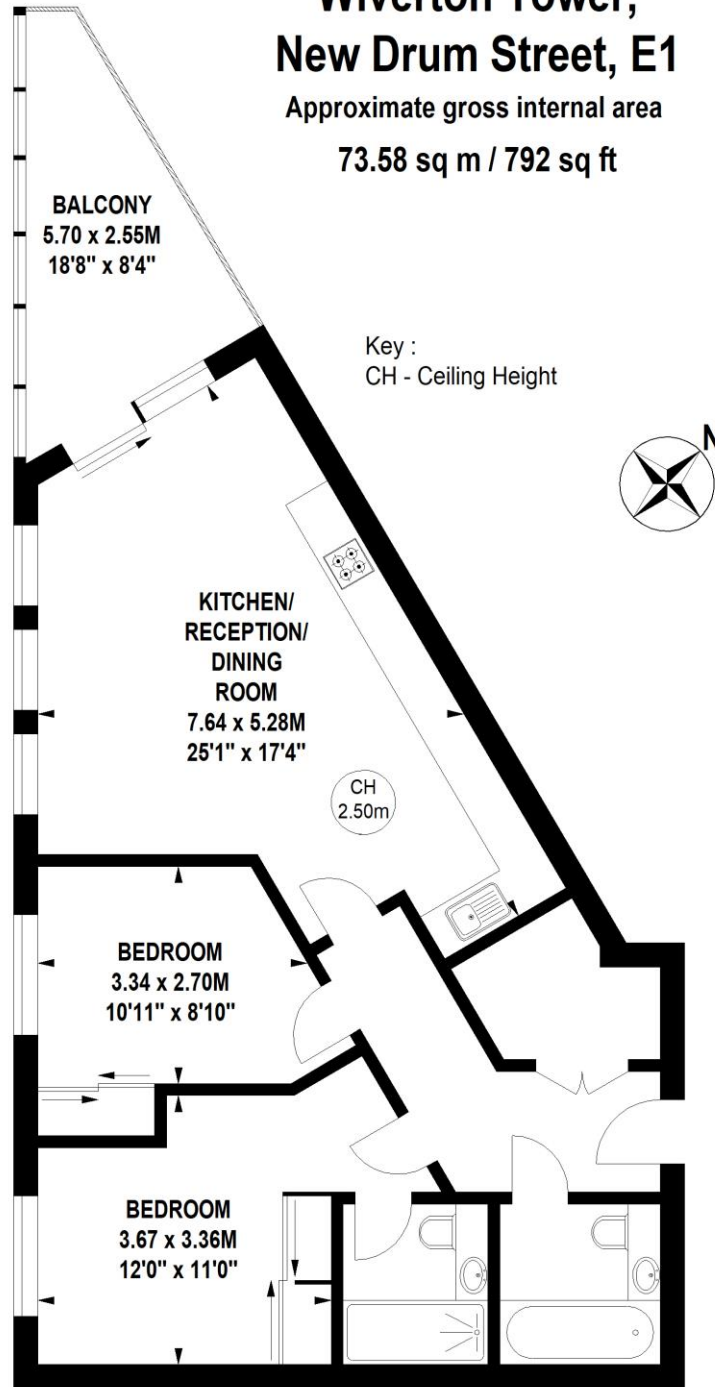 Wiverton Tower,
New Drum Street, E1
Approximate gross internal area
73.58 sq m / 792 sq ft
BALCONY
5.70 x 2.55M
18'8" x 8'4"
Key :
CH - Ceiling Height
N
KITCHEN/
RECEPTION/
DINING
ROOM
7.64 x 5.28M
25'1" x 17'4"
CH
2.50m
BEDROOM
3.34 x 2.70M
10'11" x 8'10"
BEDROOM
3.67 x 3.36M
12'0" x 11'0"